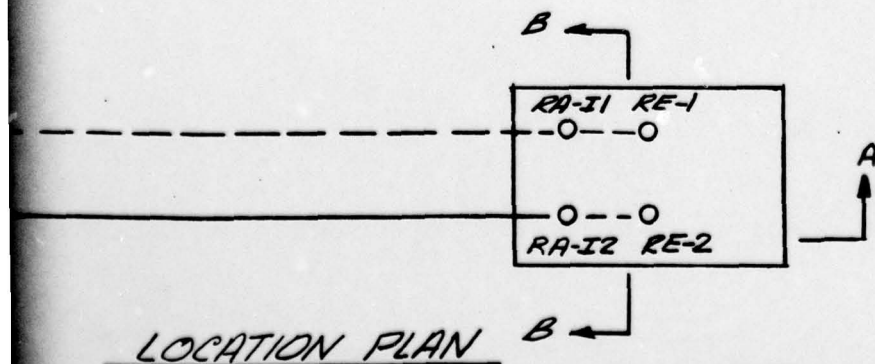 B
RA-I1 RE-1
A
RA-I2 RE-2
B
LOCATION PLAN